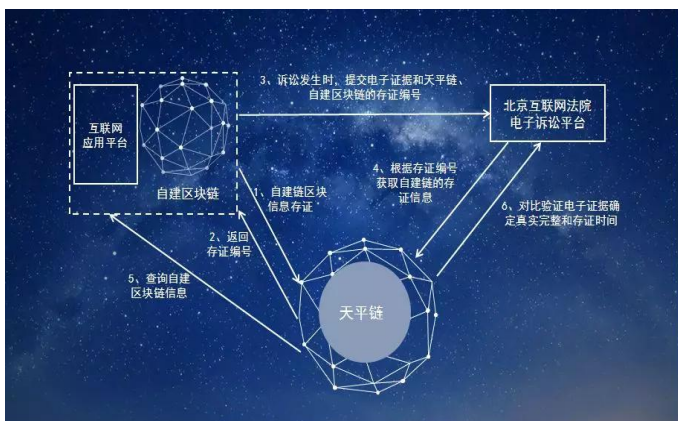 3、诉讼发生时，提交电子证据和天平链、
自建区块链的存证编号
互联网
应用平台
自建区块链
北京互联网法院
电子诉讼平台
1、自建链区块
信息存证
4、根据存证编号
获取自建链的存
证信息
6、对比验证电子证据确
定真实完整和存证时间
2、返回
存证编号
5、查询自建
区块链信息
天平链